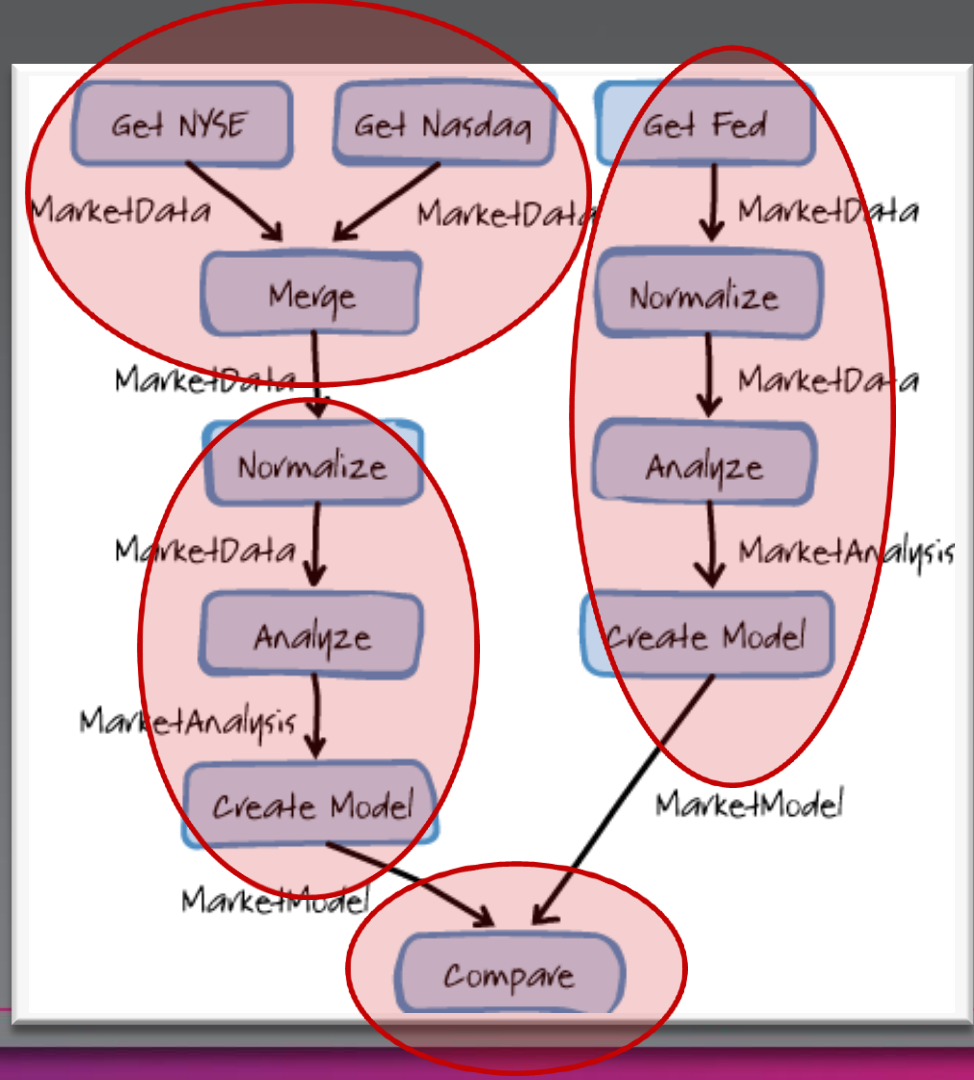 Get NYSE
Get Nasdaq
Get Fed
MarketData
MarketData
MarketData
Merge
Normalize
MarketData
MarketData
Normalize
Analyze
MarketData
MarketAnalysis
Analyze
Create Model
MarketAnalysis
Create Model
MarketModel
MarketModel
Compare